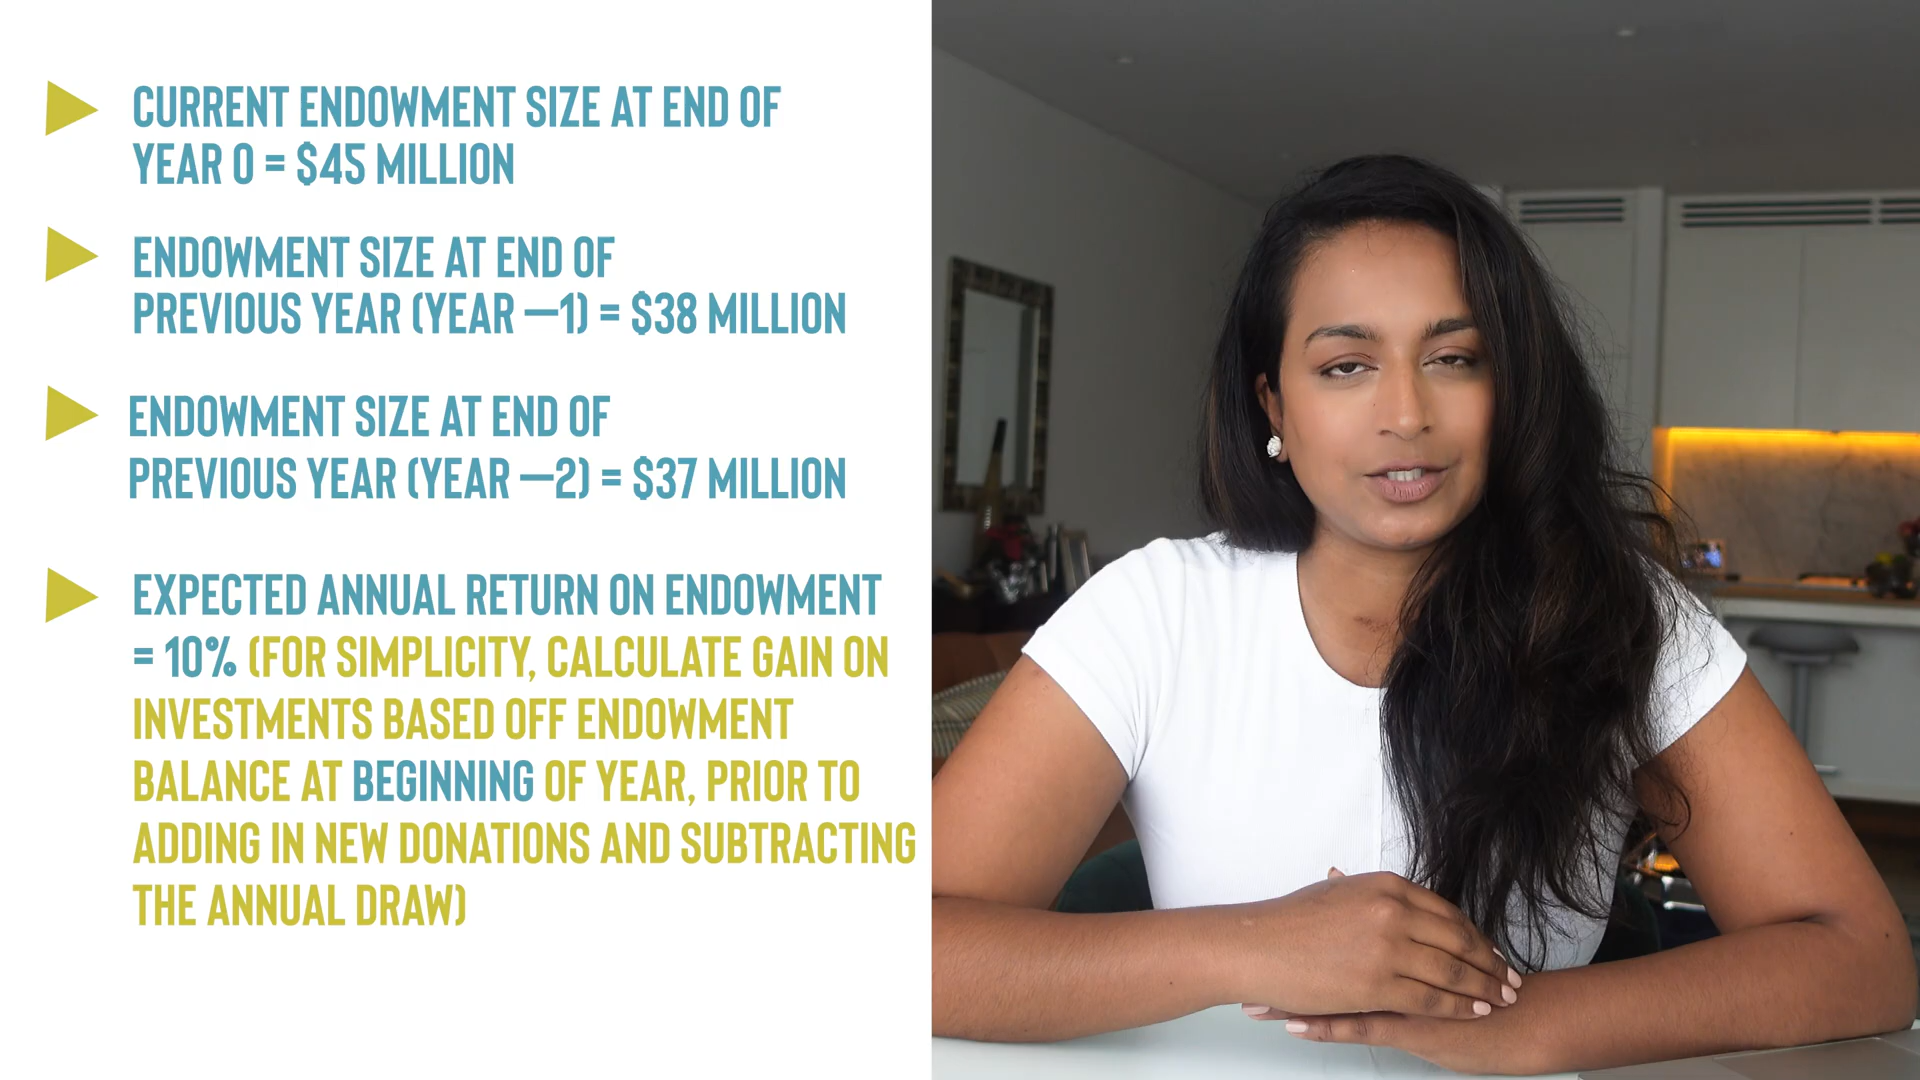 CURRENT ENDOWMENT SIZE AT END OF
YEAR 0 = $45 MILLION
ENDOWMENT SIZE AT END OF
PREVIOUS YEAR (YEAR –1) = $38 MILLION
ENDOWMENT SIZE AT END OF
PREVIOUS YEAR (YEAR –2) = $37 MILLION
EXPECTED ANNUAL RETURN ON ENDOWMENT
= 10% (FOR SIMPLICITY, CALCULATE GAIN ON
INVESTMENTS BASED OFF ENDOWMENT
BALANCE AT BEGINNING OF YEAR, PRIOR TO
ADDING IN NEW DONATIONS AND SUBTRACTING
THE ANNUAL DRAW)